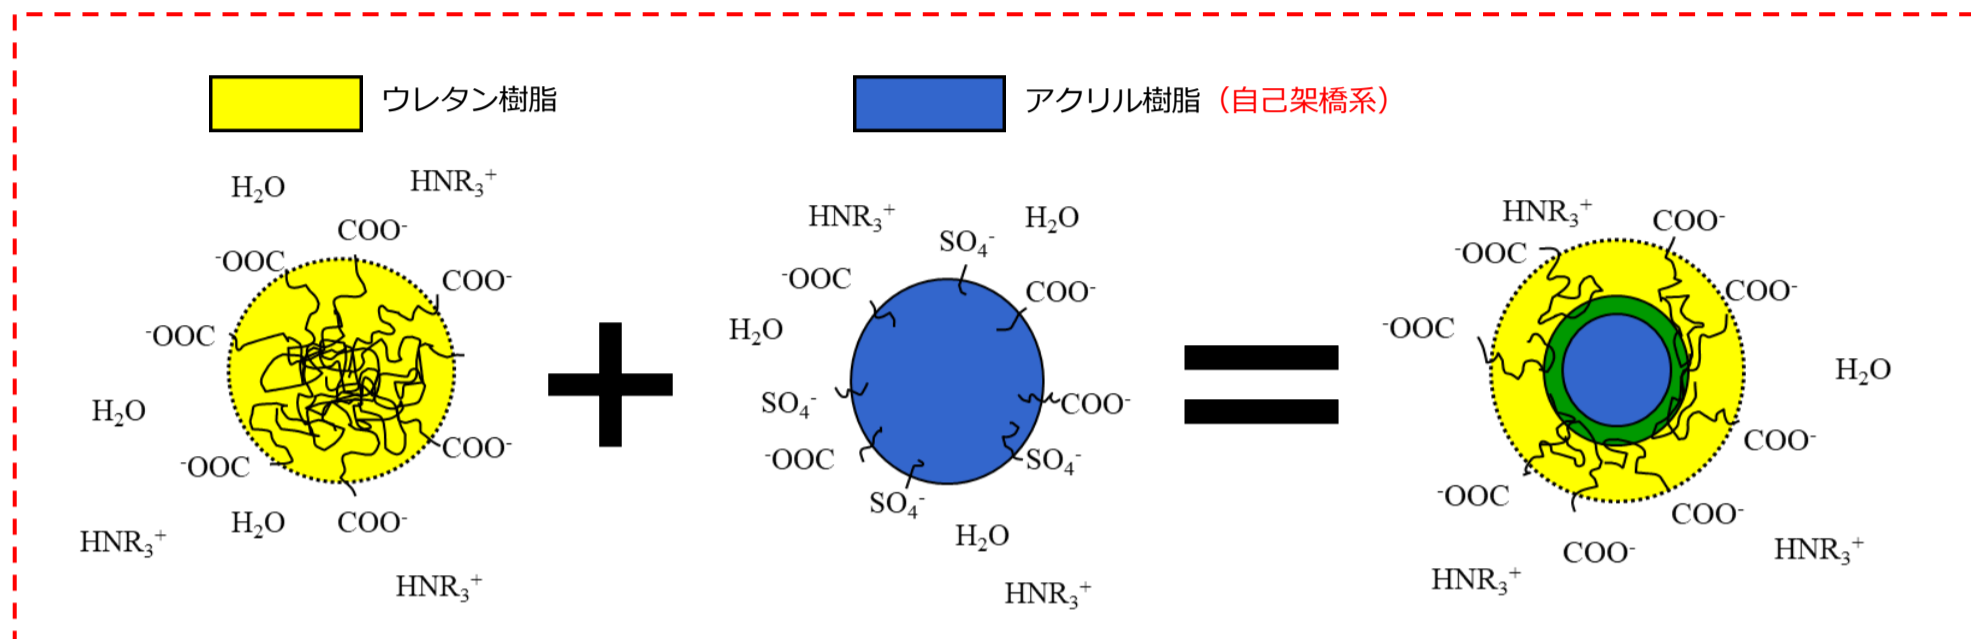 ウレタン樹脂
アクリル樹脂（自己架橋系）
H₂O
HNR₃⁺
COO⁻
⁻OOC
COO⁻
⁻OOC
H₂O
⁻OOC
COO⁻
H₂O
COO⁻
HNR₃⁺
HNR₃⁺
HNR₃⁺
H₂O
SO₄⁻
⁻OOC
COO⁻
H₂O
SO₄⁻
COO⁻
⁻OOC
SO₄⁻
SO₄⁻
H₂O
HNR₃⁺
HNR₃⁺
COO⁻
⁻OOC
COO⁻
⁻OOC
H₂O
COO⁻
⁻OOC
COO⁻
COO⁻
HNR₃⁺
HNR₃⁺